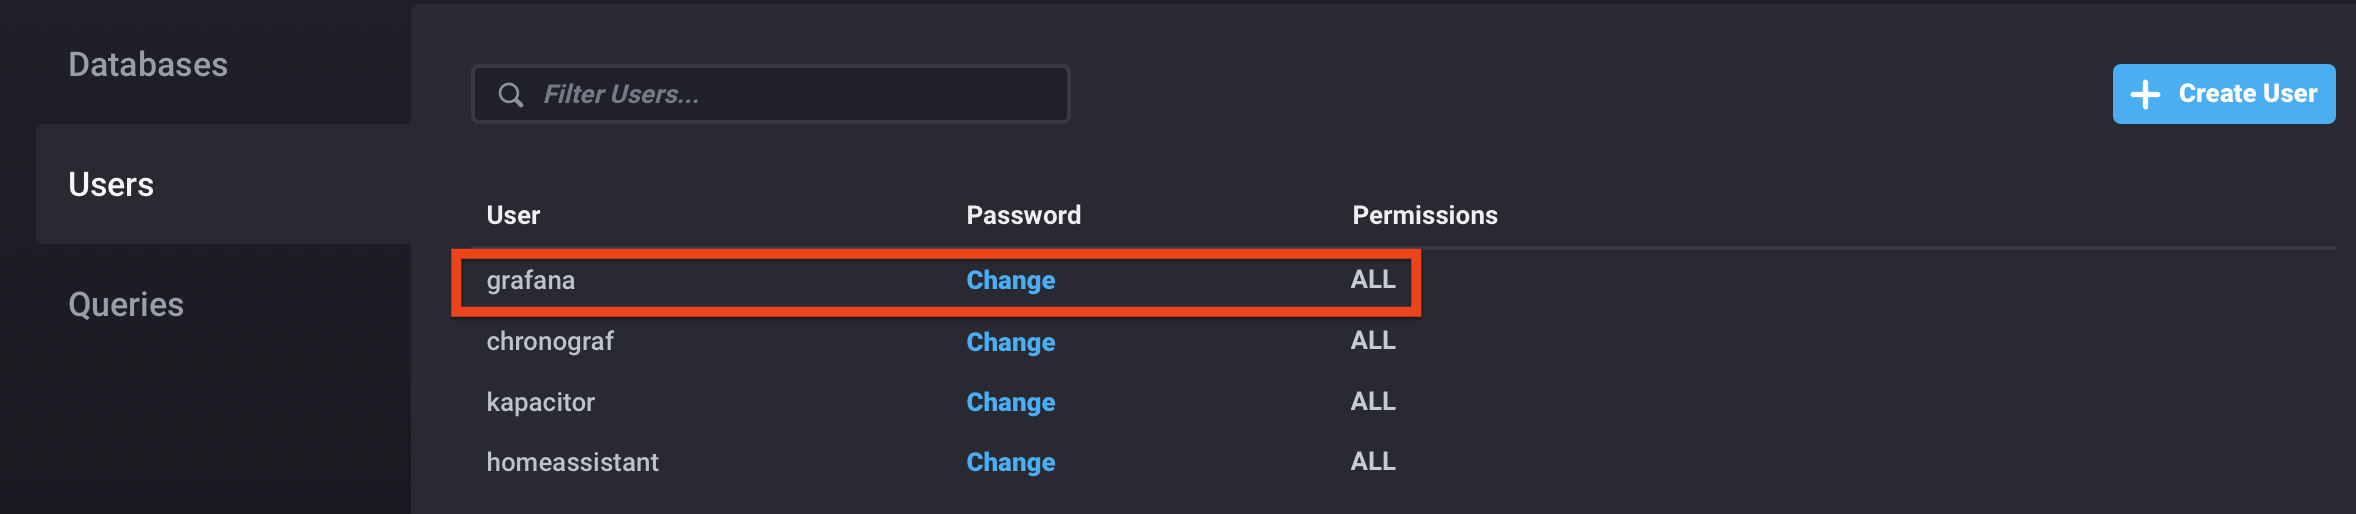 Databases
Users
Queries
Filter Users...
Create User
User Password Permissions
grafana Change ALL
chronograf Change ALL
kapacitor Change ALL
homeassistant Change ALL